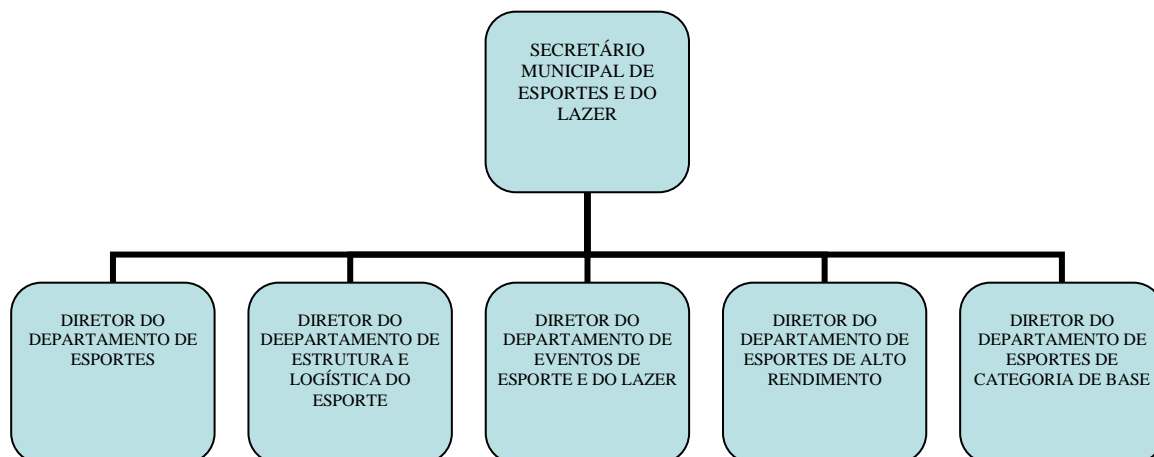 SECRETÁRIO
MUNICIPAL DE
ESPORTES E DO
LAZER
DIRETOR DO
DEPARTAMENTO DE
ESPORTES
DIRETOR DO
DEEPARTAMENTO DE
ESTRUTURA E
LOGÍSTICA DO
ESPORTE
DIRETOR DO
DEPARTAMENTO DE
EVENTOS DE
ESPORTE E DO LAZER
DIRETOR DO
DEPARTAMENTO DE
ESPORTES DE ALTO
RENDIMENTO
DIRETOR DO
DEPARTAMENTO DE
ESPORTES DE
CATEGORIA DE BASE